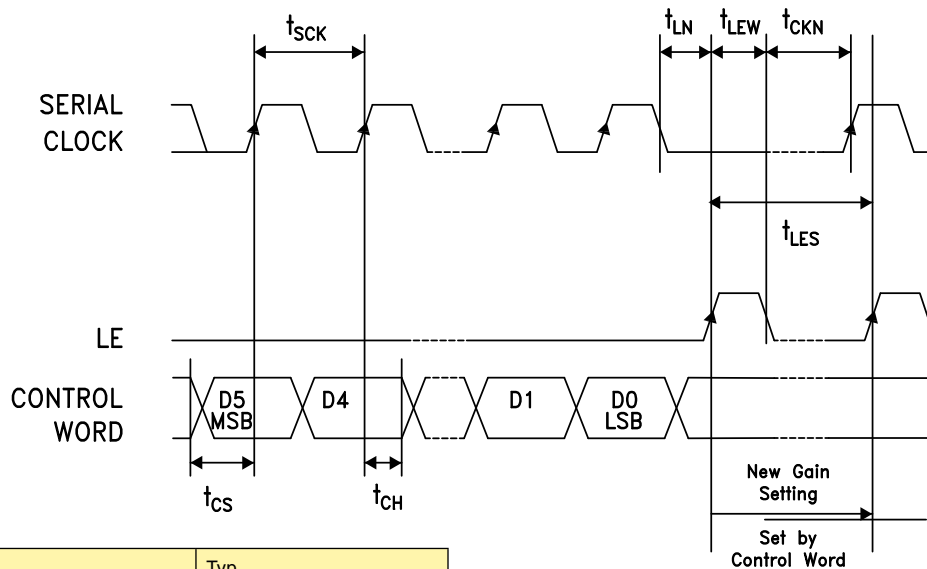 tSCK
tLN tLEW tCKN
SERIAL
CLOCK
tLES
LE
CONTROL
WORD
D5
MSB
D4
D1
D0
LSB
tCS
tCH
New Gain
Setting
Set by
Control Word
Typ